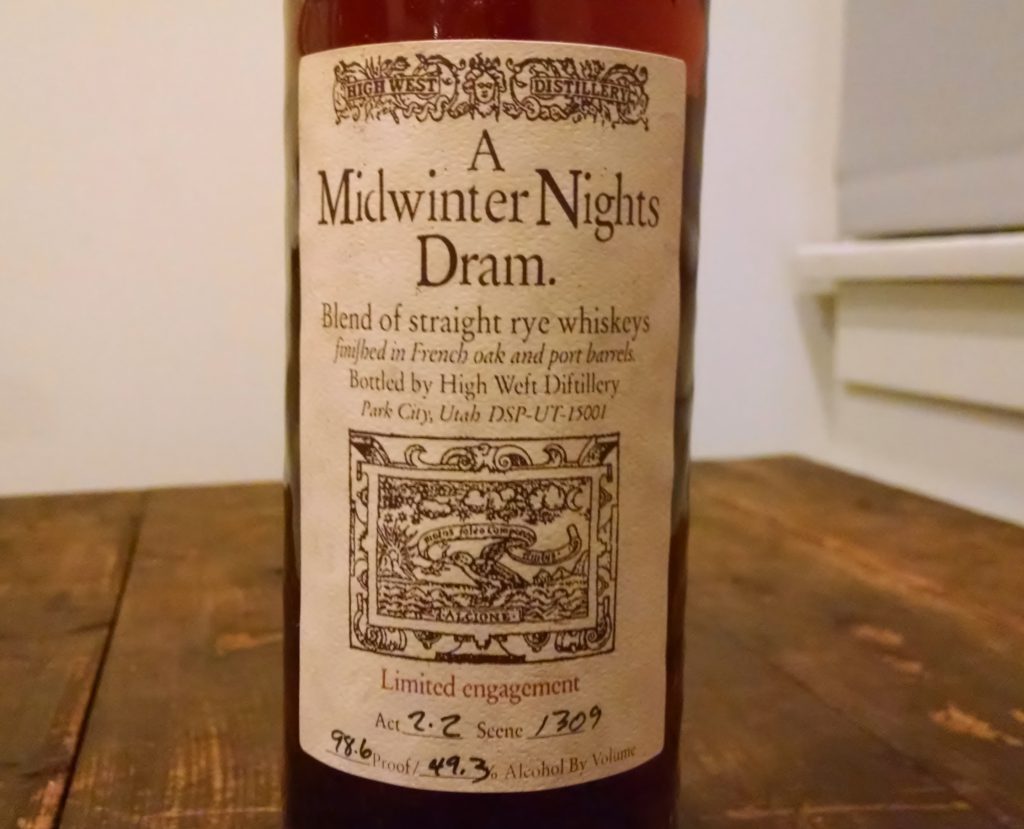 HIGH WEST DISTILLERY
A
Midwinter Nights
Dram.
Blend of straight rye whiskeys
finiſhed in French oak and port barrels.
Bottled by High Weſt Diſtillery
Park City, Utah DSP-UT-15001
ALCIONE
Limited engagement
Act 2.2 Scene 1309
98.6 Proof/ 49.3% Alcohol By Volume